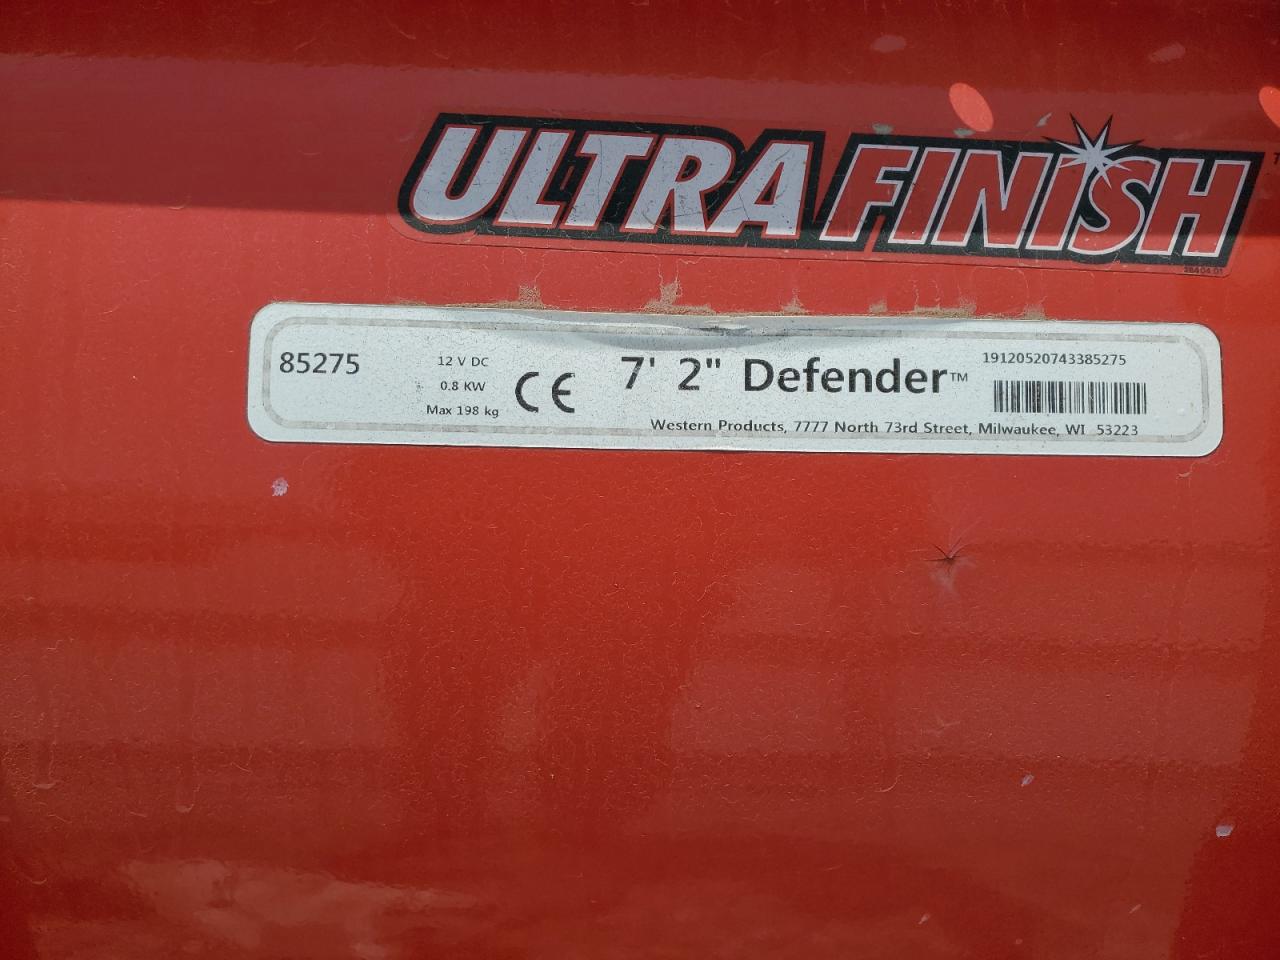 ULTRA FINISH
85275
12 V DC
0.8 KW
Max 198 kg
CE
7' 2" Defender™
19120520743385275
Western Products, 7777 North 73rd Street, Milwaukee, WI 53223